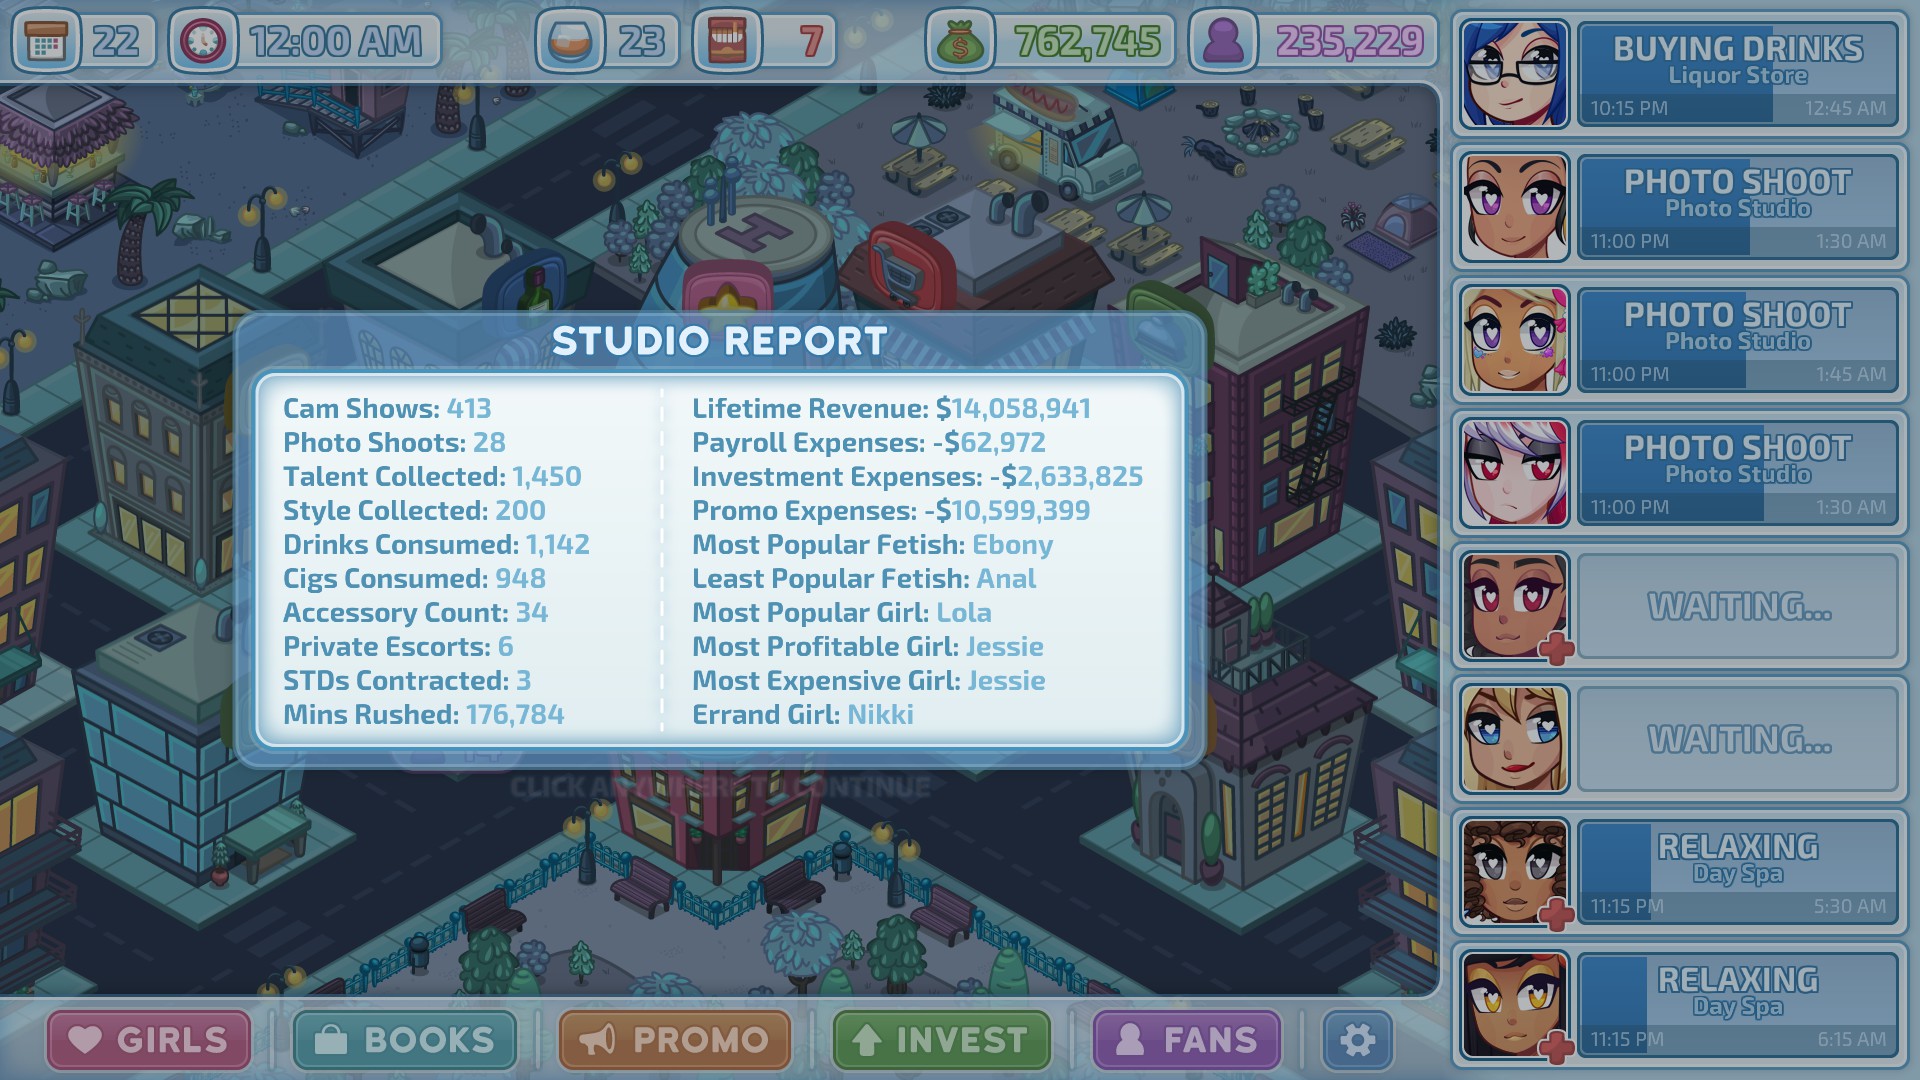 22
12:00 AM
23
7
762,745
235,229
STUDIO REPORT
Cam Shows: 413
Photo Shoots: 28
Talent Collected: 1,450
Style Collected: 200
Drinks Consumed: 1,142
Cigs Consumed: 948
Accessory Count: 34
Private Escorts: 6
STDs Contracted: 3
Mins Rushed: 176,784
Lifetime Revenue: $14,058,941
Payroll Expenses: -$62,972
Investment Expenses: -$2,633,825
Promo Expenses: -$10,599,399
Most Popular Fetish: Ebony
Least Popular Fetish: Anal
Most Popular Girl: Lola
Most Profitable Girl: Jessie
Most Expensive Girl: Jessie
Errand Girl: Nikki
CLICK ANYWHERE TO CONTINUE
BUYING DRINKS
Liquor Store
10:15 PM 12:45 AM
PHOTO SHOOT
Photo Studio
11:00 PM 1:30 AM
PHOTO SHOOT
Photo Studio
11:00 PM 1:45 AM
PHOTO SHOOT
Photo Studio
11:00 PM 1:30 AM
WAITING...
WAITING...
RELAXING
Day Spa
11:15 PM 5:30 AM
RELAXING
Day Spa
11:15 PM 6:15 AM
GIRLS
BOOKS
PROMO
INVEST
FANS